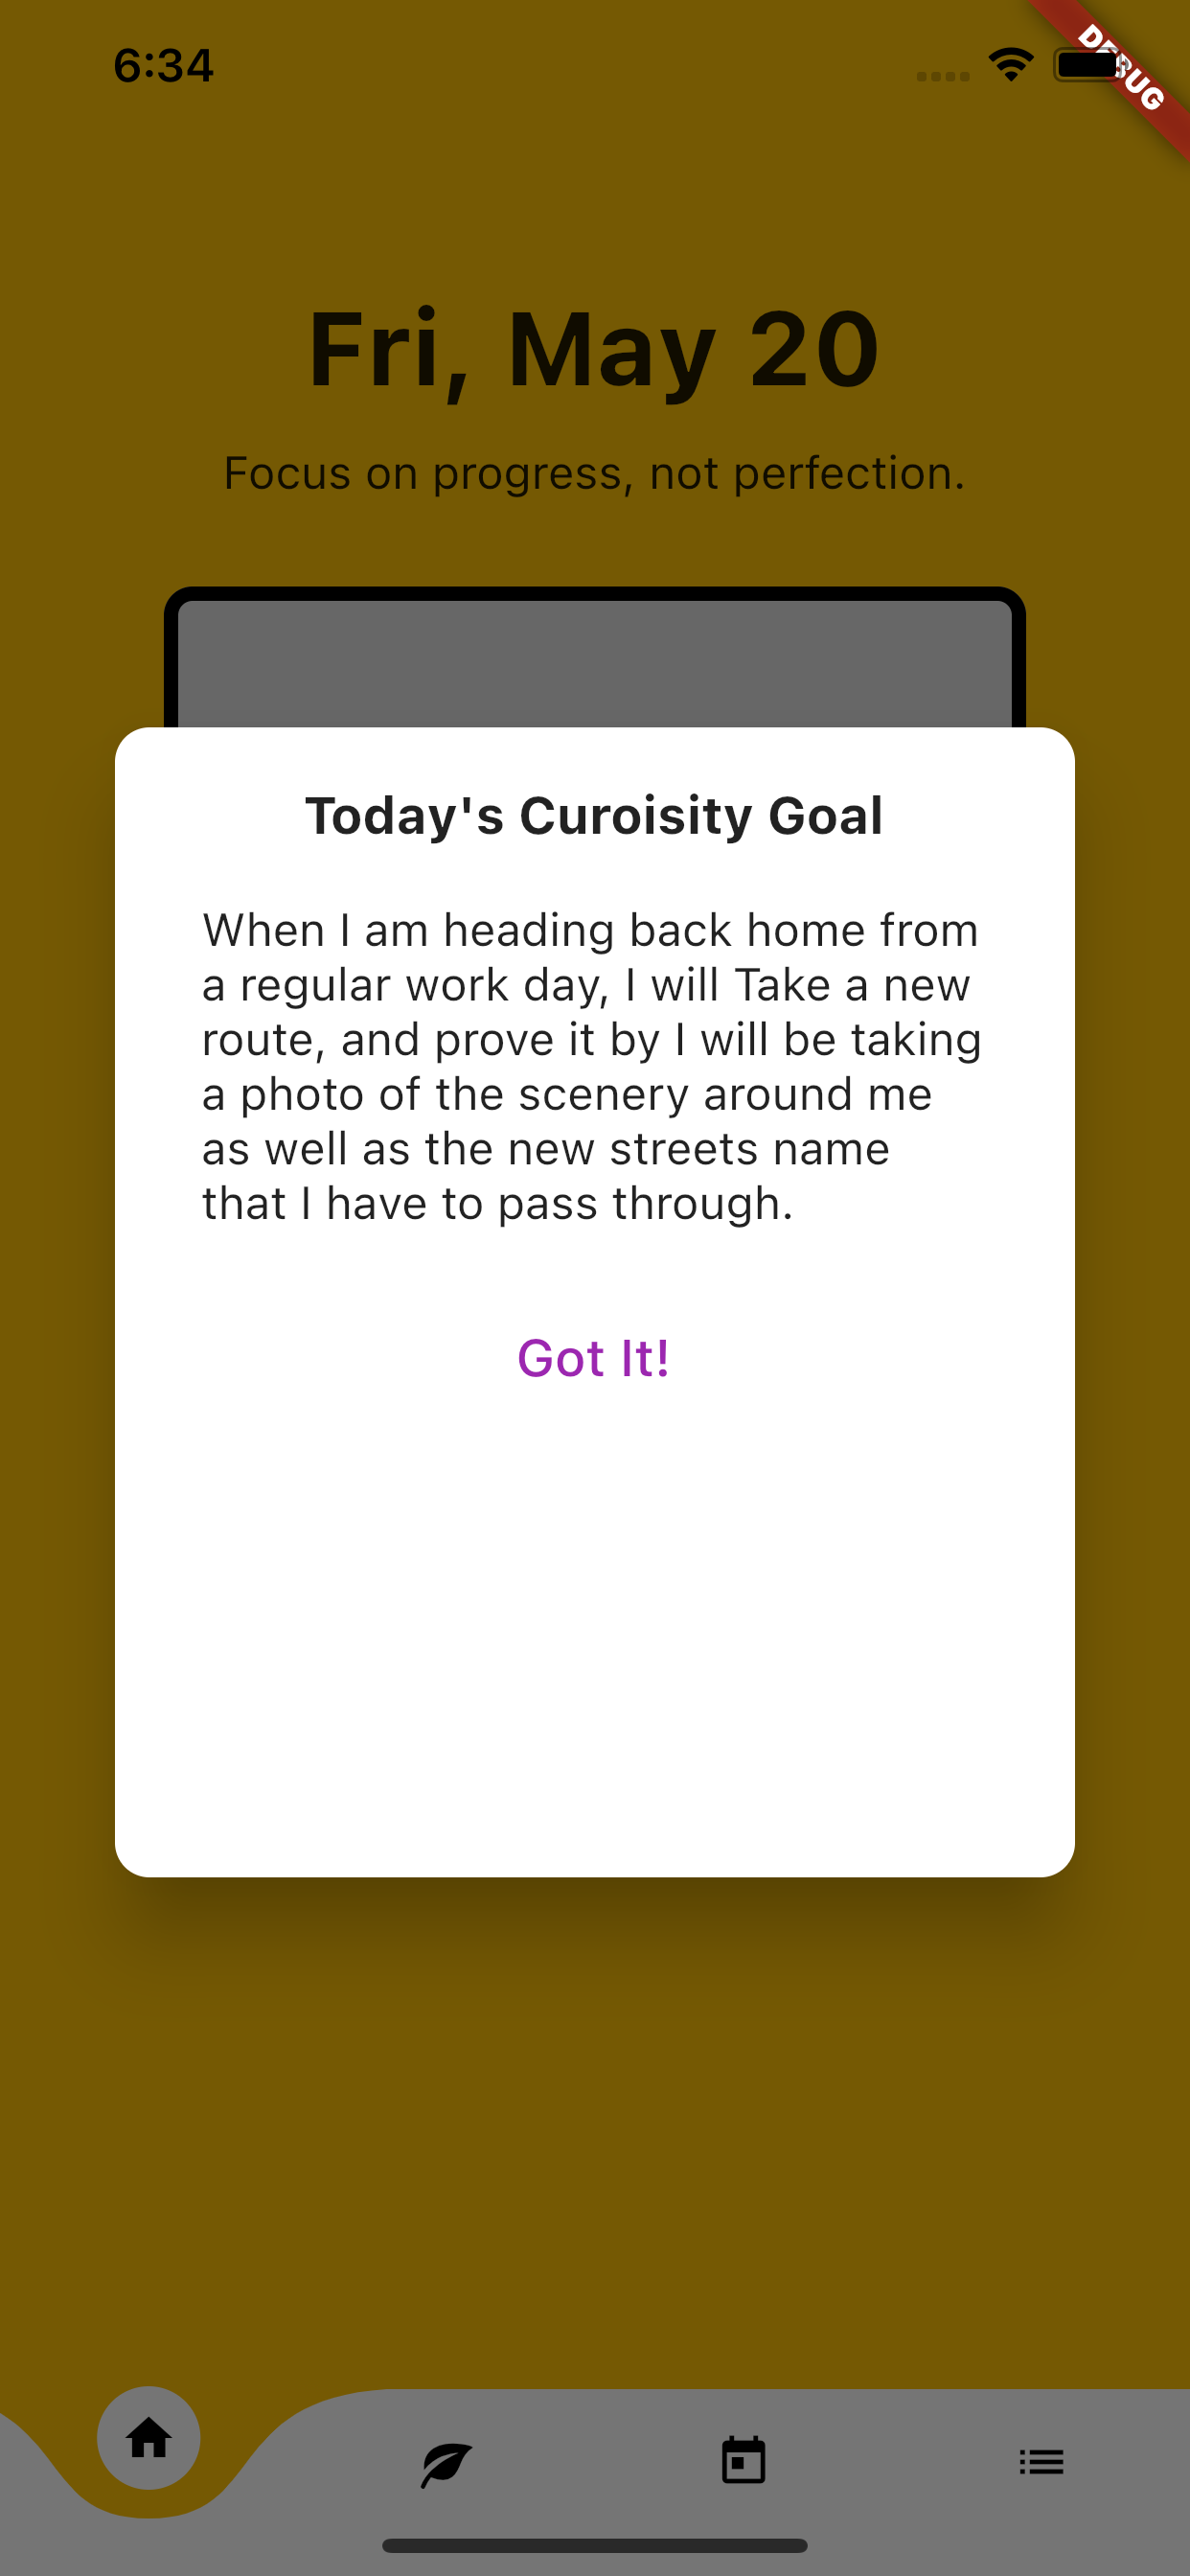 6:34
DEBUG
Fri, May 20
Focus on progress, not perfection.
Today's Curoisity Goal
When I am heading back home from
a regular work day, I will Take a new
route, and prove it by I will be taking
a photo of the scenery around me
as well as the new streets name
that I have to pass through.
Got It!